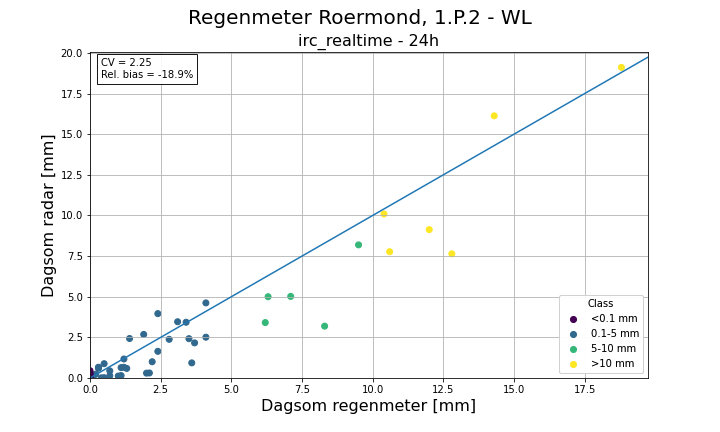 Regenmeter Roermond, 1.P.2 - WL
irc_realtime - 24h
CV = 2.25
Rel. bias = -18.9%
20.0
17.5
15.0
12.5
10.0
7.5
5.0
2.5
0.0
Dagsom radar [mm]
Class
<0.1 mm
0.1-5 mm
5-10 mm
>10 mm
0.0 2.5 5.0 7.5 10.0 12.5 15.0 17.5
Dagsom regenmeter [mm]